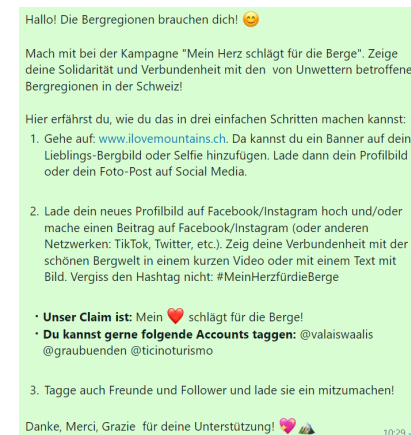 Hallo! Die Bergregionen brauchen dich! 😊
Mach mit bei der Kampagne "Mein Herz schlägt für die Berge". Zeige
deine Solidarität und Verbundenheit mit den von Unwettern betroffene
Bergregionen in der Schweiz!
Hier erfährst du, wie du das in drei einfachen Schritten machen kannst:
1. Gehe auf: www.ilovemountains.ch. Da kannst du ein Banner auf dein
Lieblings-Bergbild oder Selfie hinzufügen. Lade dann dein Profilbild
oder dein Foto-Post auf Social Media.
2. Lade dein neues Profilbild auf Facebook/Instagram hoch und/oder
mache einen Beitrag auf Facebook/Instagram (oder anderen
Netzwerken: TikTok, Twitter, etc.). Zeig deine Verbundenheit mit der
schönen Bergwelt in einem kurzen Video oder mit einem Text mit
Bild. Vergiss den Hashtag nicht: #MeinHerzfürdieBerge
· Unser Claim ist: Mein ❤️ schlägt für die Berge!
· Du kannst gerne folgende Accounts taggen: @valaiswaalis
@graubuenden @ticinoturismo
3. Tagge auch Freunde und Follower und lade sie ein mitzumachen!
Danke, Merci, Grazie für deine Unterstützung! 💖⛰️
10:29